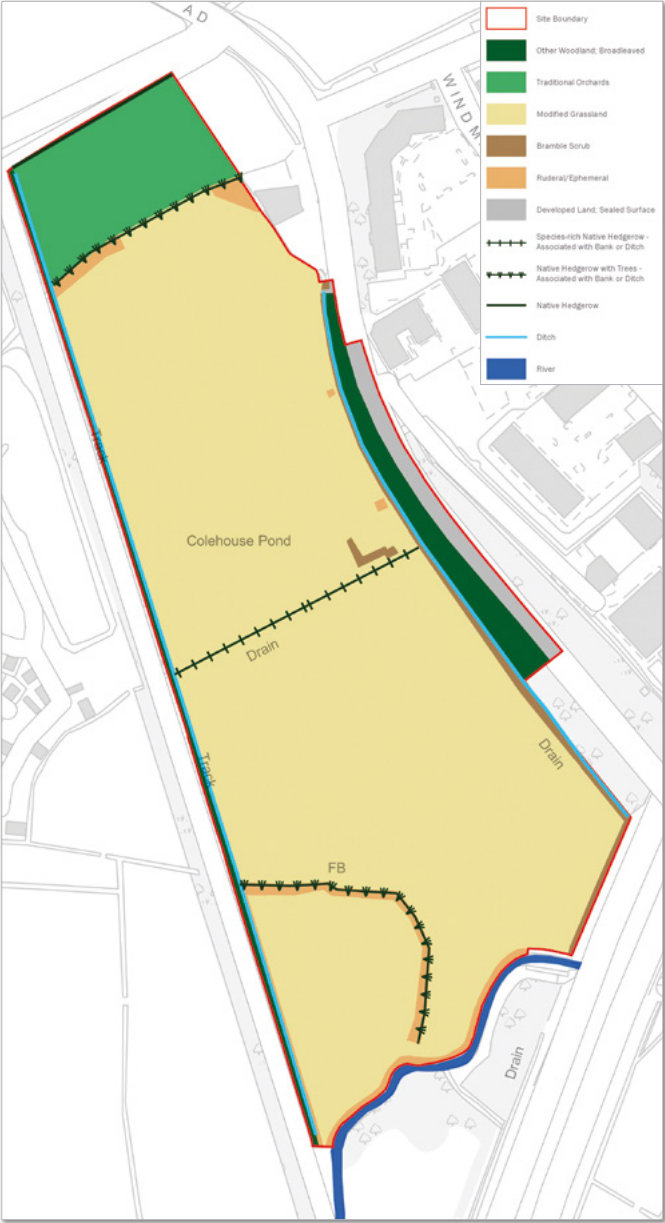 AD
WINDM
Site Boundary
Other Woodland; Broadleaved
Traditional Orchards
Modified Grassland
Bramble Scrub
Ruderal/Ephemeral
Developed Land; Sealed Surface
Species-rich Native Hedgerow -
Associated with Bank or Ditch
Native Hedgerow with Trees -
Associated with Bank or Ditch
Native Hedgerow
Ditch
River
Track
Colehouse Pond
Drain
Track
Drain
FB
Drain